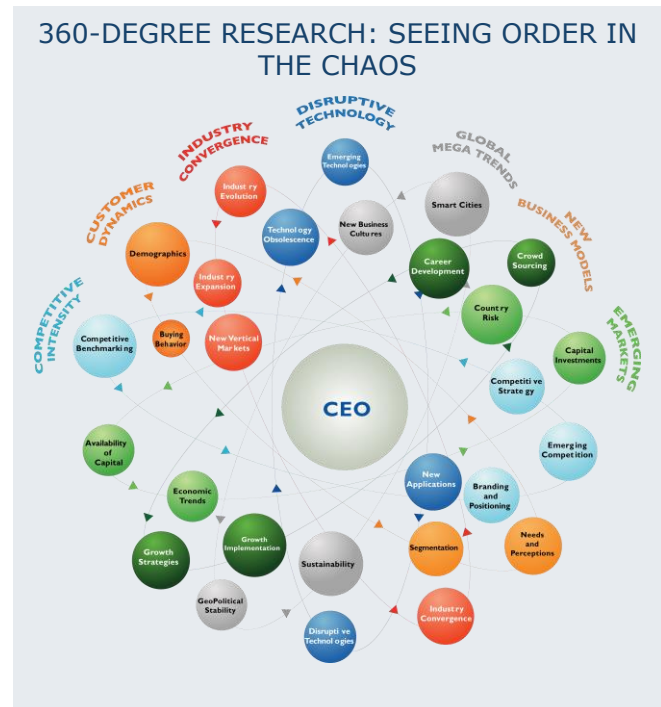 360-DEGREE RESEARCH: SEEING ORDER IN
THE CHAOS
DISRUPTIVE
TECHNOLOGY
INDUSTRY
CONVERGENCE
GLOBAL
MEGA TRENDS
CUSTOMER
DYNAMICS
NEW
BUSINESS MODELS
COMPETITIVE
INTENSITY
EMERGING
MARKETS
Emerging
Technologies
Industry
Evolution
Smart Cities
New Business
Cultures
Technology
Obsolescence
Demographics
Career
Development
Crowd
Sourcing
Industry
Expansion
Country
Risk
Competitive
Benchmarking
Buying
Behavior
New Vertical
Markets
Capital
Investments
Competitive
Strategy
CEO
Availability
of
Capital
Emerging
Competition
New
Applications
Branding
and
Positioning
Economic
Trends
Growth
Strategies
Growth
Implementation
Sustainability
Segmentation
Needs
and
Perceptions
GeoPolitical
Stability
Industry
Convergence
Disruptive
Technologies